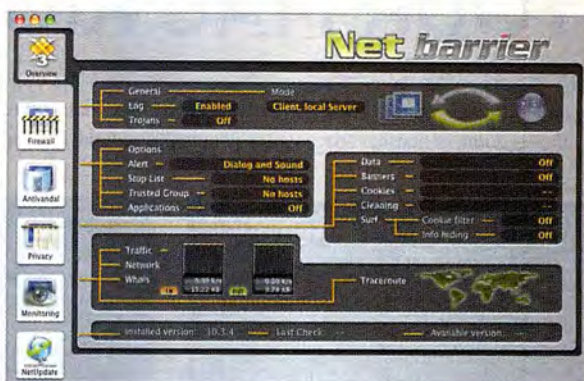 Net barrier
3
Overview
Firewall
Antivandal
Privacy
Monitoring
NetUpdate
General
Mode
Log Enabled Client, local Server
Trojans Off
Options
Alert Dialog and Sound
Stop List No hosts
Trusted Group No hosts
Applications Off
Data Off
Banners Off
Cookies --
Cleaning --
Surf Cookie filter Off
Info hiding Off
Traffic
Network
Whois
Traceroute
Installed version: 10.3.4 Last Check: -- Available version: --